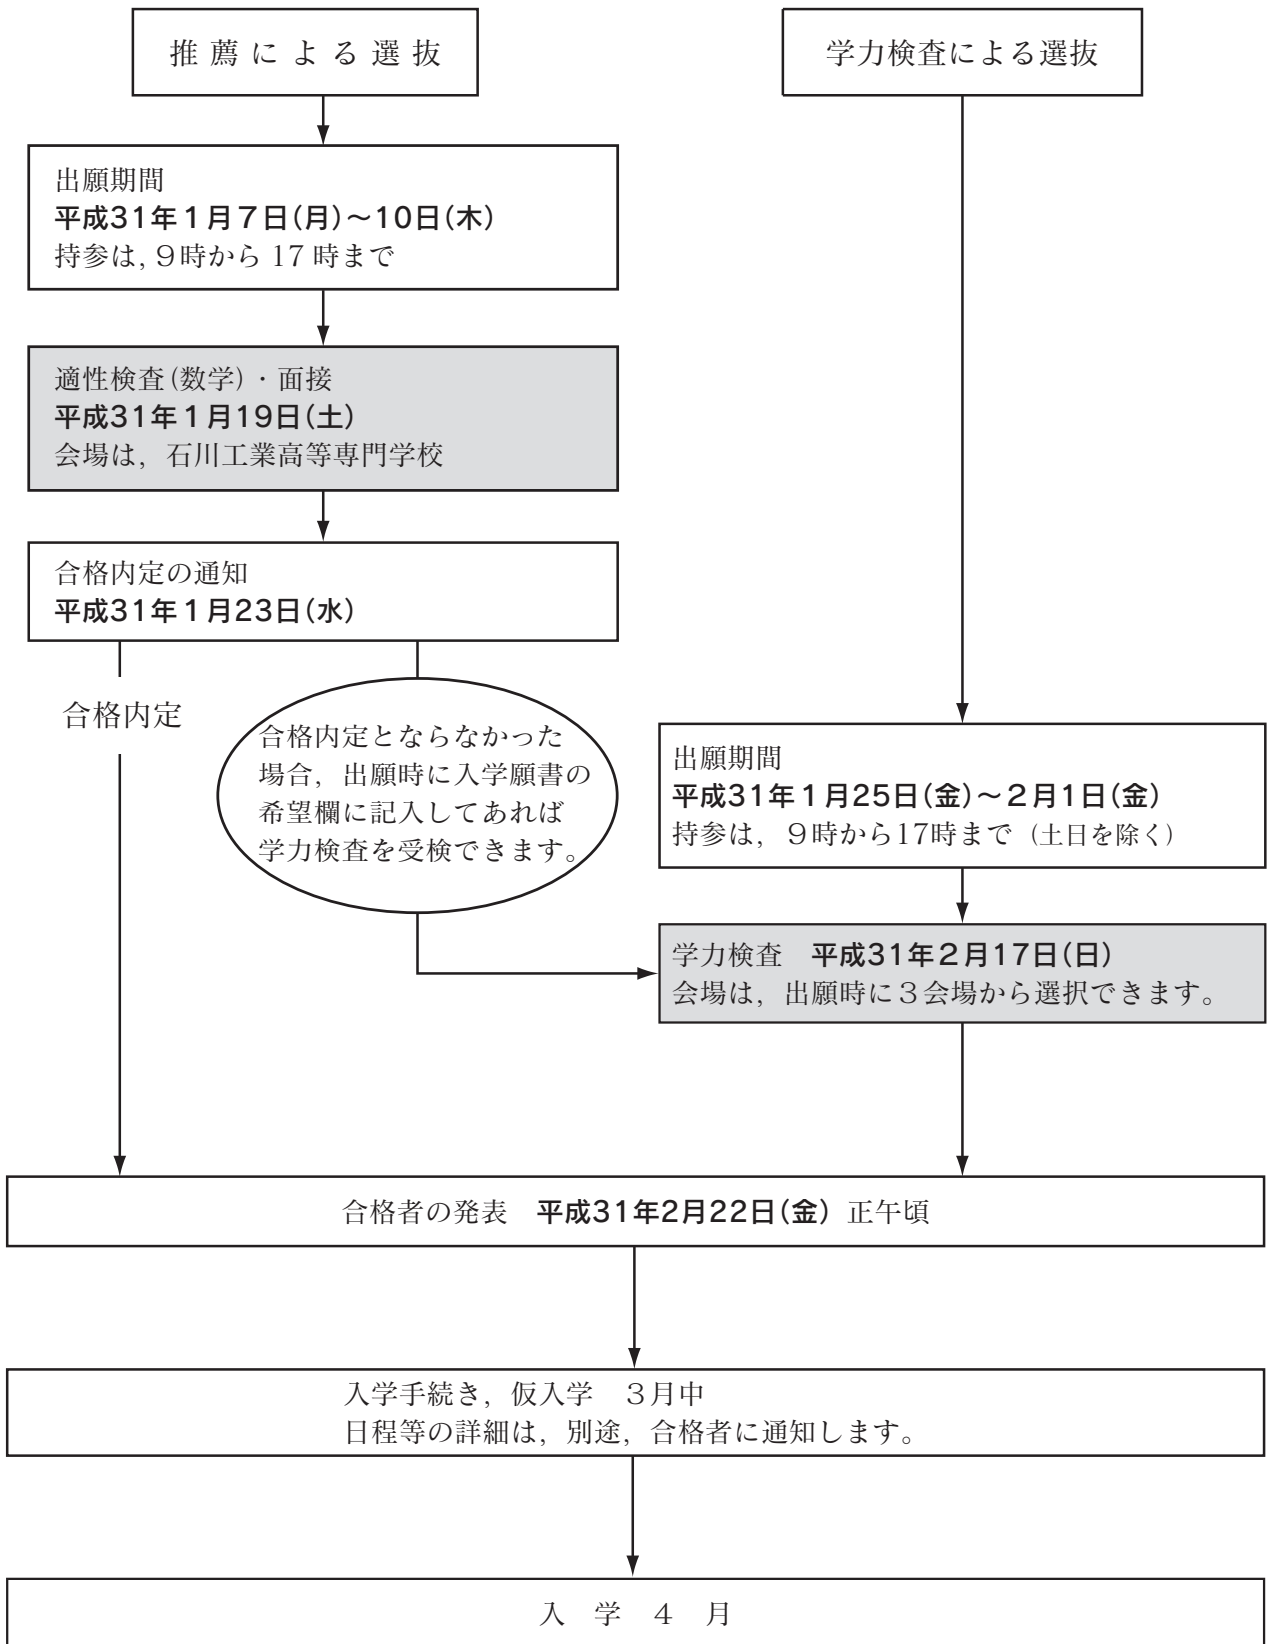 推薦による選抜
出願期間
平成31年1月7日(月)～10日(木)
持参は,9時から17時まで
適性検査(数学)・面接
平成31年1月19日(土)
会場は，石川工業高等専門学校
合格内定の通知
平成31年1月23日(水)
合格内定
合格内定とならなかった
場合，出願時に入学願書の
希望欄に記入してあれば
学力検査を受検できます。
学力検査による選抜
出願期間
平成31年1月25日(金)～2月1日(金)
持参は，9時から17時まで（土日を除く）
学力検査　平成31年2月17日(日)
会場は，出願時に3会場から選択できます。
合格者の発表　平成31年2月22日(金) 正午頃
入学手続き，仮入学　3月中
日程等の詳細は，別途，合格者に通知します。
入　学　4　月